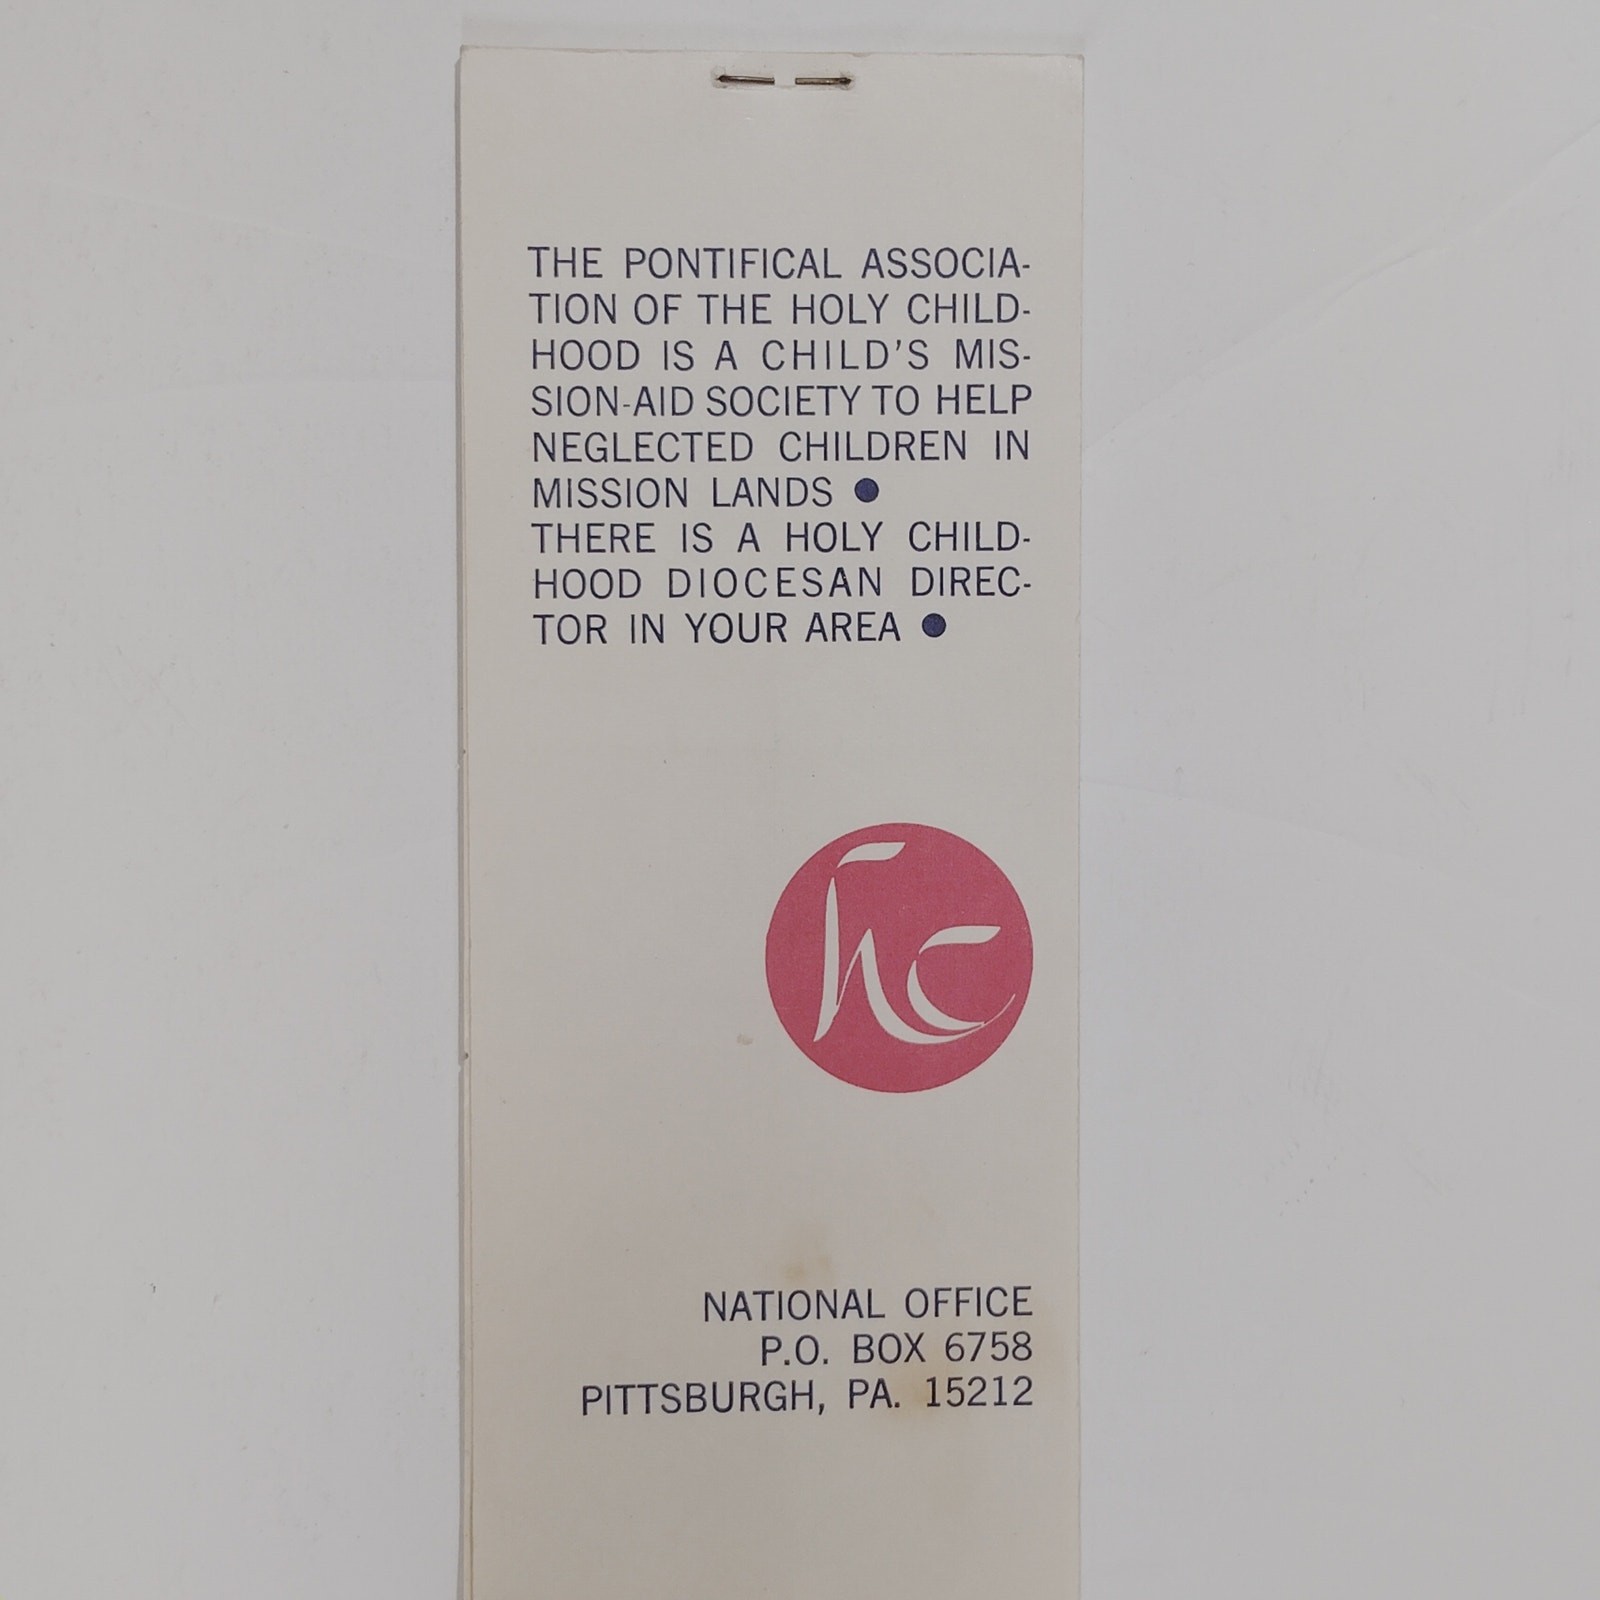 THE PONTIFICAL ASSOCIA-
TION OF THE HOLY CHILD-
HOOD IS A CHILD'S MIS-
SION-AID SOCIETY TO HELP
NEGLECTED CHILDREN IN
MISSION LANDS ●
THERE IS A HOLY CHILD-
HOOD DIOCESAN DIREC-
TOR IN YOUR AREA ●
hc
NATIONAL OFFICE
P.O. BOX 6758
PITTSBURGH, PA. 15212